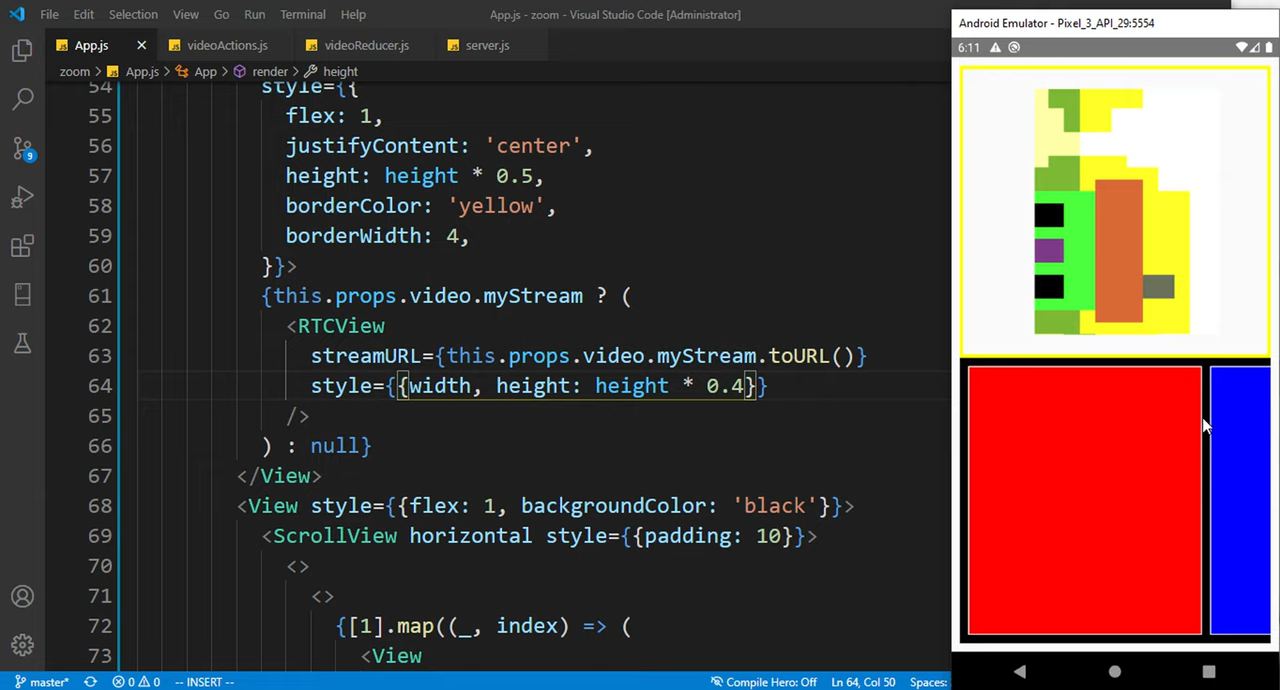 File Edit Selection View Go Run Terminal Help App.js - zoom - Visual Studio Code [Administrator]
Android Emulator - Pixel_3_API_29:5554
6:11
JS App.js × JS videoActions.js JS videoReducer.js JS server.js
zoom > JS App.js > App > render > height
54 style={{
55 flex: 1,
56 justifyContent: 'center',
57 height: height * 0.5,
58 borderColor: 'yellow',
59 borderWidth: 4,
60 }}>
61 {this.props.video.myStream ? (
62 <RTCView
63 streamURL={this.props.video.myStream.toURL()}
64 style={{width, height: height * 0.4}}
65 />
66 ) : null}
67 </View>
68 <View style={{flex: 1, backgroundColor: 'black'}}>
69 <ScrollView horizontal style={{padding: 10}}>
70 <>
71 <>
72 {[1].map((_, index) => (
73 <View
9
master* 0 0 -- INSERT -- Compile Hero: Off Ln 64, Col 50 Spaces: